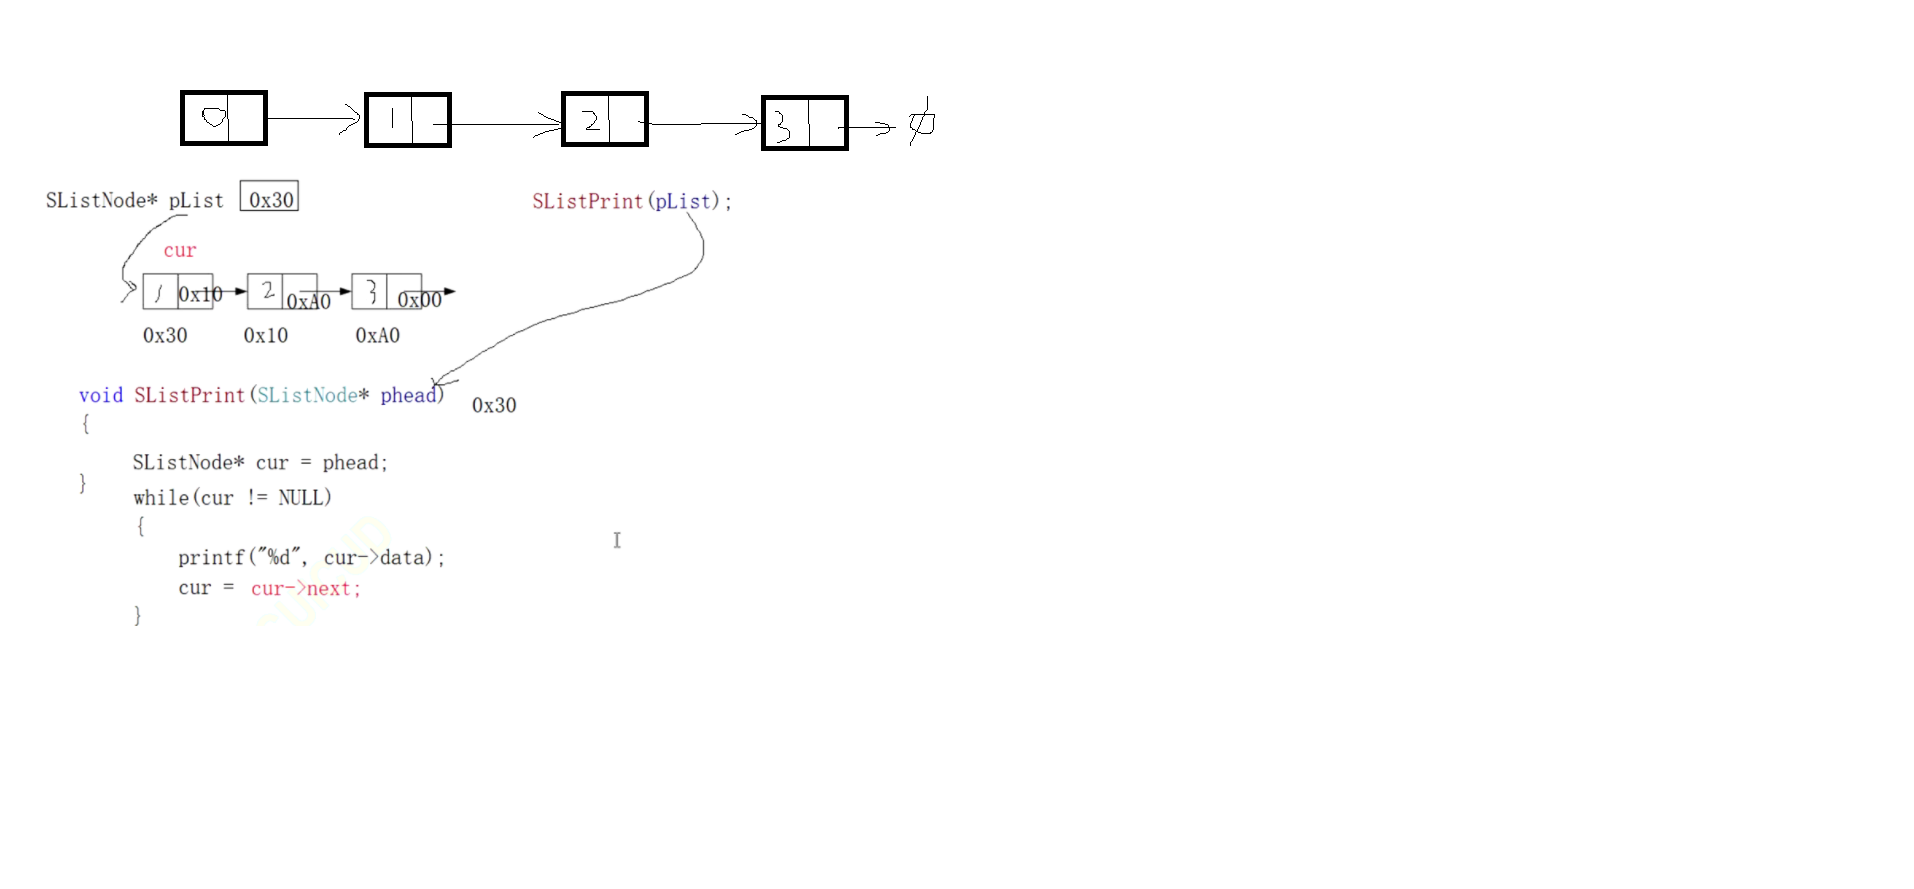 0 1 2 3 ∅
SListNode* pList 0x30
SListPrint(pList);
cur
1 0x10 2 0xA0 3 0x00
0x30 0x10 0xA0
void SListPrint(SListNode* phead) 0x30
{
SListNode* cur = phead;
}
while(cur != NULL)
{
printf("%d", cur->data);
cur = cur->next;
}